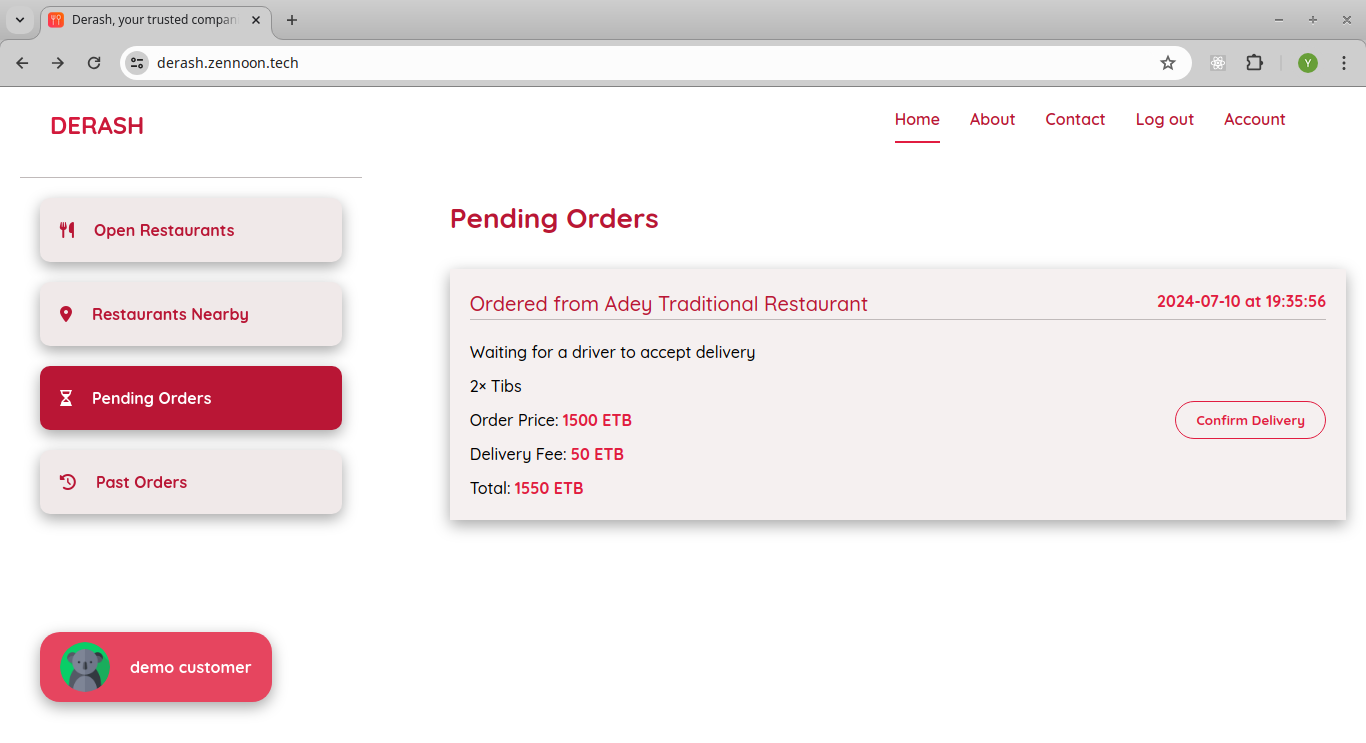 Derash, your trusted compan
derash.zennoon.tech
Y
DERASH
Home About Contact Log out Account
Open Restaurants
Restaurants Nearby
Pending Orders
Past Orders
demo customer
Pending Orders
Ordered from Adey Traditional Restaurant 2024-07-10 at 19:35:56
Waiting for a driver to accept delivery
2× Tibs
Order Price: 1500 ETB
Confirm Delivery
Delivery Fee: 50 ETB
Total: 1550 ETB